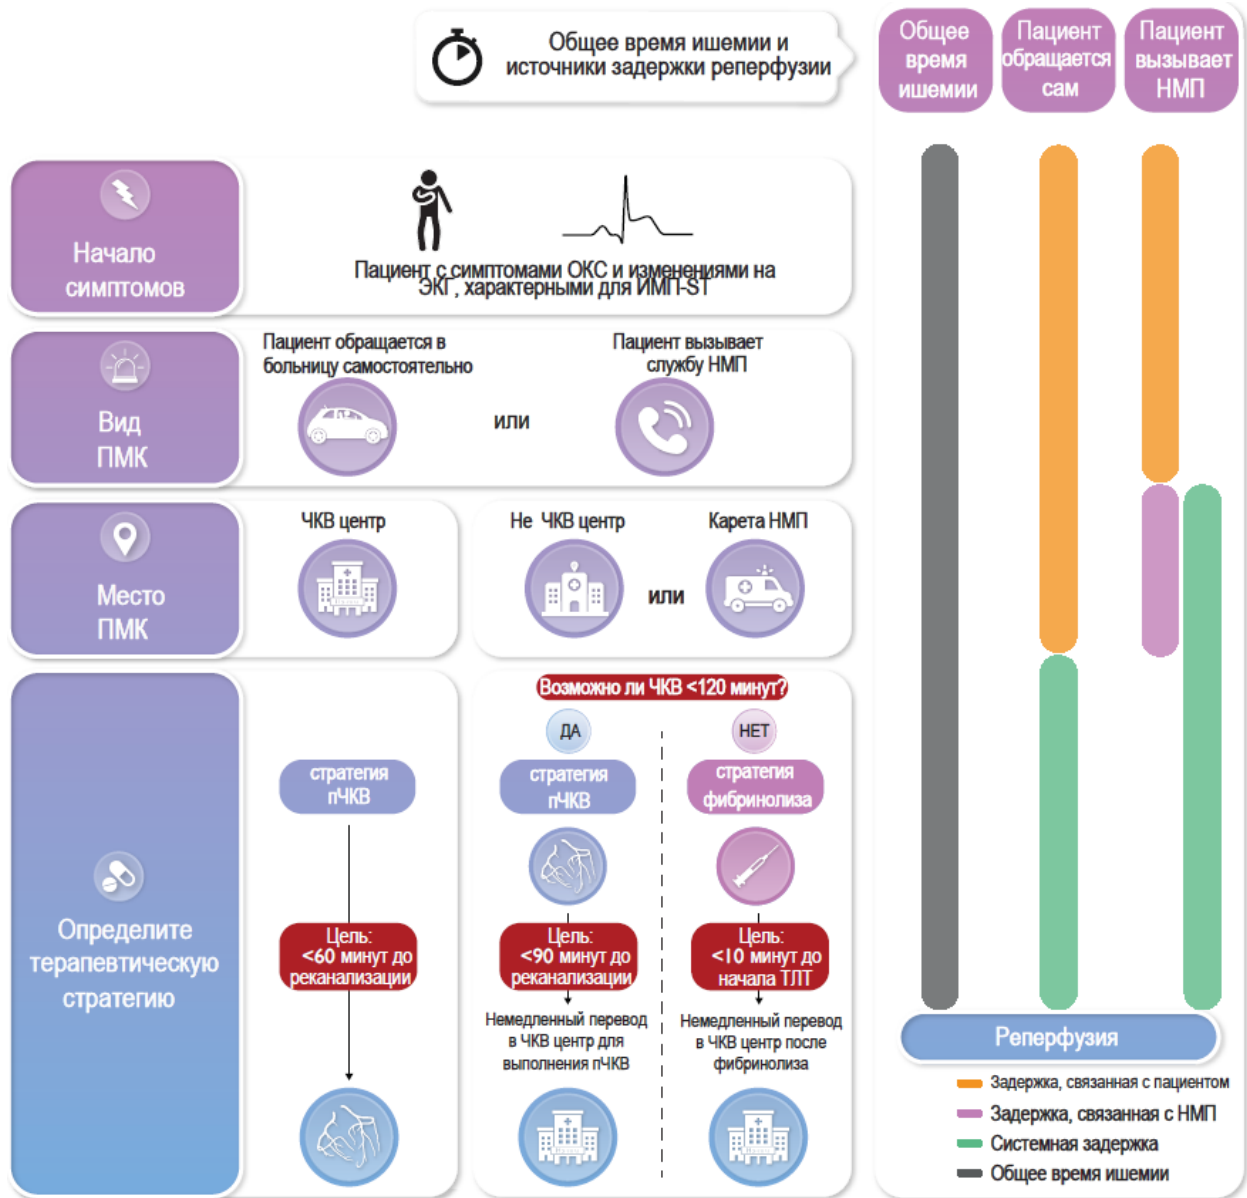 Общее время ишемии и
источники задержки реперфузии
Общее
время
ишемии
Пациент
обращается
сам
Пациент
вызывает
НМП
Начало
симптомов
Пациент с симптомами ОКС и изменениями на
ЭКГ, характерными для ИМП-ST
Вид
ПМК
Пациент обращается в
больницу самостоятельно
или
Пациент вызывает
службу НМП
Место
ПМК
ЧКВ центр
Не ЧКВ центр
или
Карета НМП
Определите
терапевтическую
стратегию
Возможно ли ЧКВ <120 минут?
ДА
НЕТ
стратегия
пЧКВ
стратегия
пЧКВ
стратегия
фибринолиза
Цель:
<60 минут до
реканализации
Цель:
<90 минут до
реканализации
Цель:
<10 минут до
начала ТЛТ
Немедленный перевод
в ЧКВ центр для
выполнения пЧКВ
Немедленный перевод
в ЧКВ центр после
фибринолиза
Реперфузия
Задержка, связанная с пациентом
Задержка, связанная с НМП
Системная задержка
Общее время ишемии